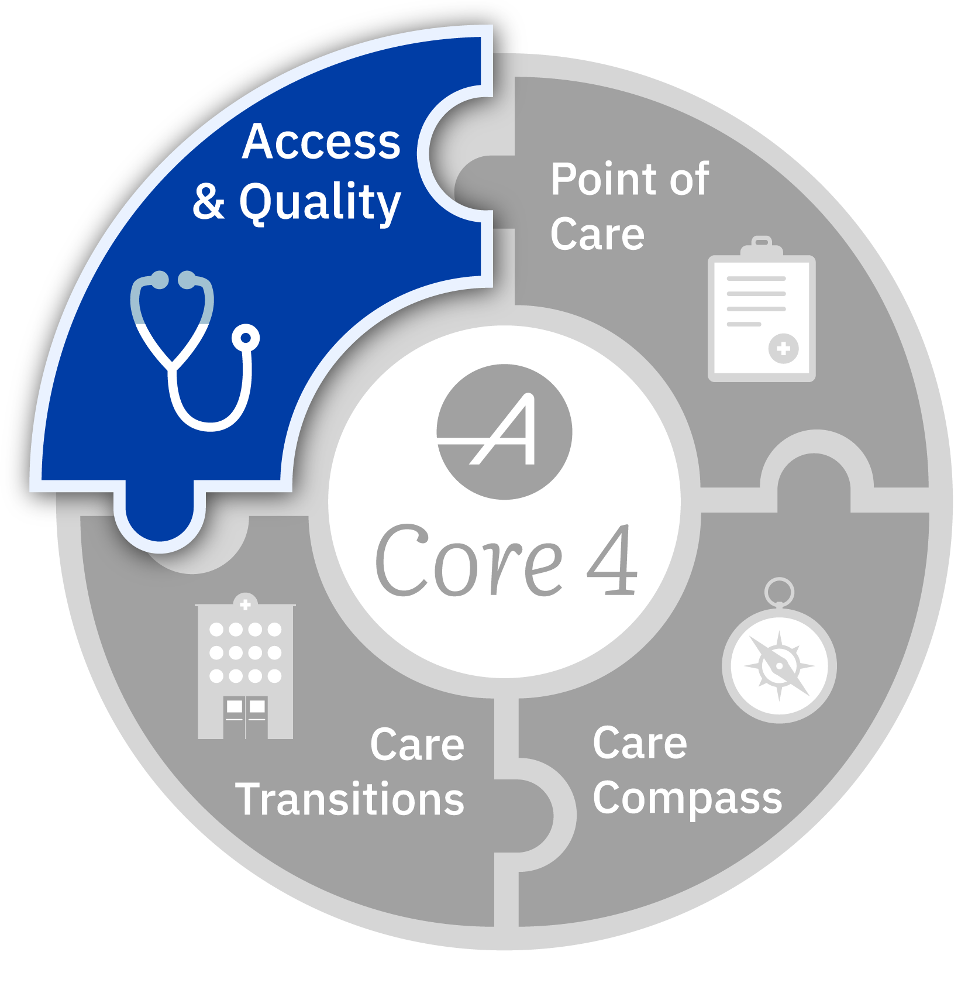 Access
& Quality
Point of
Care
A
Core 4
Care
Transitions
Care
Compass